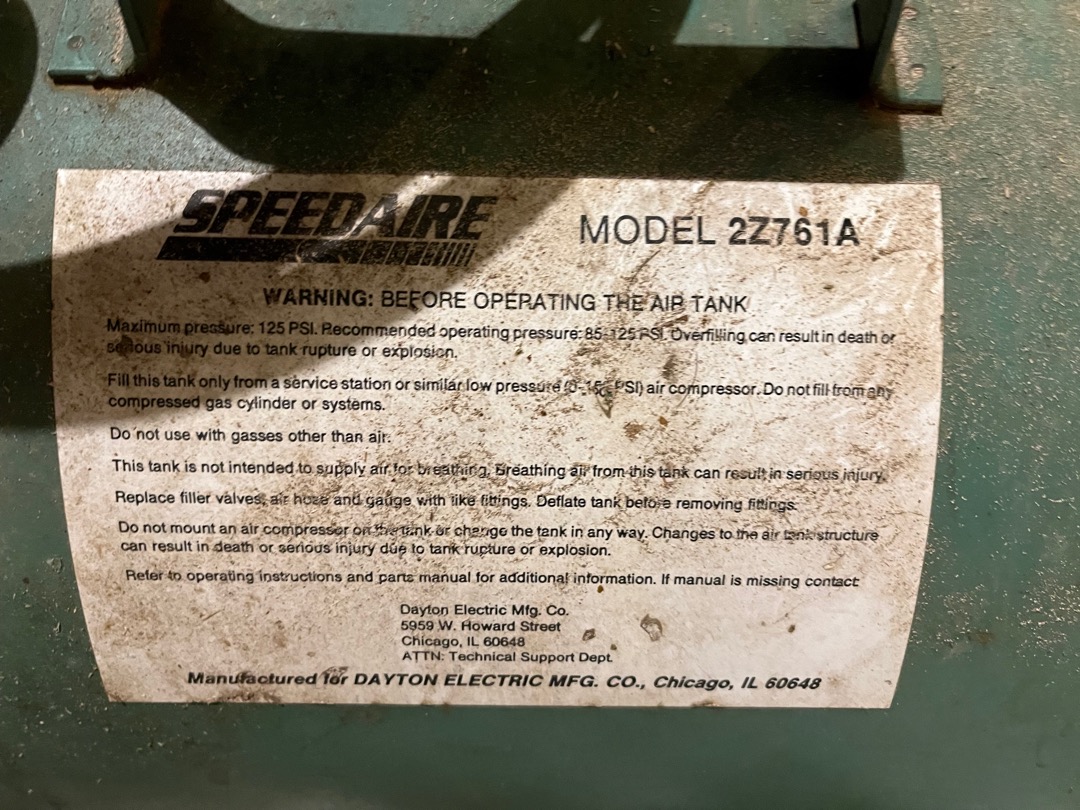 SPEEDAIRE
MODEL 2Z761A
WARNING: BEFORE OPERATING THE AIR TANK
Maximum pressure: 125 PSI. Recommended operating pressure: 85-125 PSI. Overfilling can result in death or
serious injury due to tank rupture or explosion.
Fill this tank only from a service station or similar low pressure PSI) air compressor. Do not fill from any
compressed gas cylinder or systems.
Do not use with gasses other than air.
This tank is not intended to supply air for breathing. Breathing air from this tank can result in serious injury.
Replace filler valves, air hose and gauge with like fittings. Deflate tank before removing fittings.
Do not mount an air compressor on the tank or change the tank in any way. Changes to the air tank structure
can result in death or serious injury due to tank rupture or explosion.
Refer to operating instructions and parts manual for additional information. If manual is missing contact
Dayton Electric Mfg. Co.
5959 W. Howard Street
Chicago, IL 60648
ATTN: Technical Support Dept.
Manufactured for DAYTON ELECTRIC MFG. CO., Chicago, IL 60648